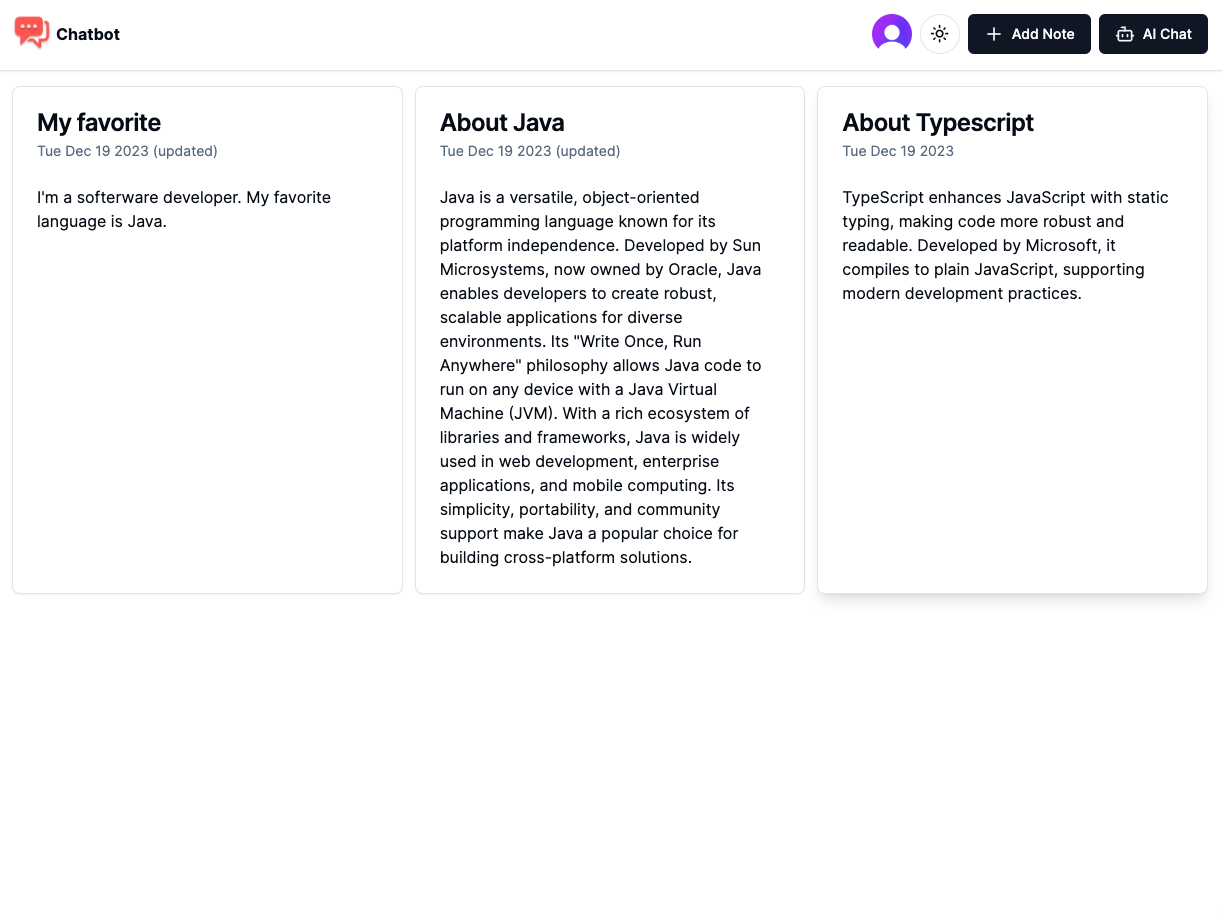 Chatbot
Add Note
AI Chat
My favorite
Tue Dec 19 2023 (updated)
I'm a softerware developer. My favorite
language is Java.
About Java
Tue Dec 19 2023 (updated)
Java is a versatile, object-oriented
programming language known for its
platform independence. Developed by Sun
Microsystems, now owned by Oracle, Java
enables developers to create robust,
scalable applications for diverse
environments. Its "Write Once, Run
Anywhere" philosophy allows Java code to
run on any device with a Java Virtual
Machine (JVM). With a rich ecosystem of
libraries and frameworks, Java is widely
used in web development, enterprise
applications, and mobile computing. Its
simplicity, portability, and community
support make Java a popular choice for
building cross-platform solutions.
About Typescript
Tue Dec 19 2023
TypeScript enhances JavaScript with static
typing, making code more robust and
readable. Developed by Microsoft, it
compiles to plain JavaScript, supporting
modern development practices.